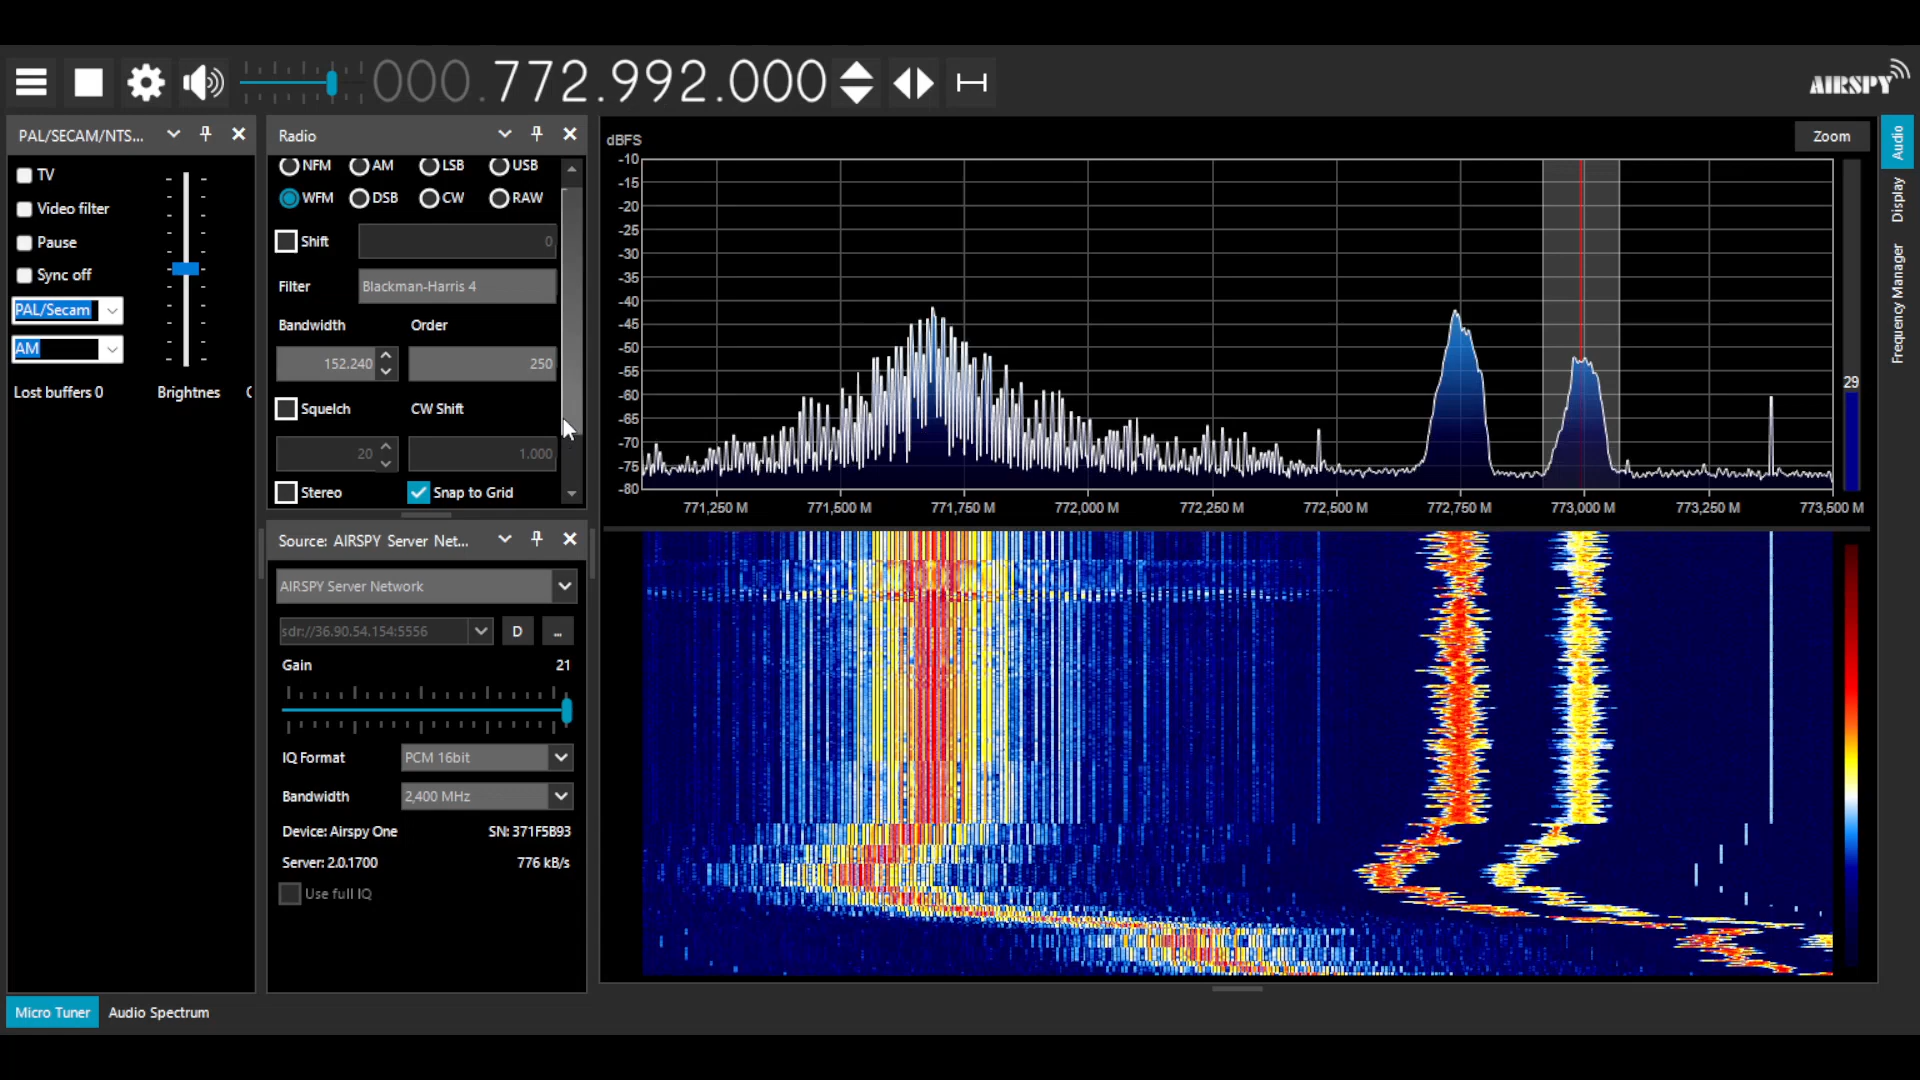 000.772.992.000
AIRSPY
PAL/SECAM/NTS...
TV
Video filter
Pause
Sync off
PAL/Secam
AM
Lost buffers 0
Brightnes
Radio
NFM AM LSB USB
WFM DSB CW RAW
Shift 0
Filter Blackman-Harris 4
Bandwidth Order
152.240 250
Squelch CW Shift
20 1.000
Stereo Snap to Grid
Source: AIRSPY Server Net...
AIRSPY Server Network
sdr://36.90.54.154:5556 D ...
Gain 21
IQ Format PCM 16bit
Bandwidth 2,400 MHz
Device: Airspy One SN: 371F5B93
Server: 2.0.1700 776 kB/s
Use full IQ
dBFS
Zoom
-10
-15
-20
-25
-30
-35
-40
-45
-50
-55
-60
-65
-70
-75
-80
771,250 M 771,500 M 771,750 M 772,000 M 772,250 M 772,500 M 772,750 M 773,000 M 773,250 M 773,500 M
29
Audio
Display
Frequency Manager
Micro Tuner Audio Spectrum